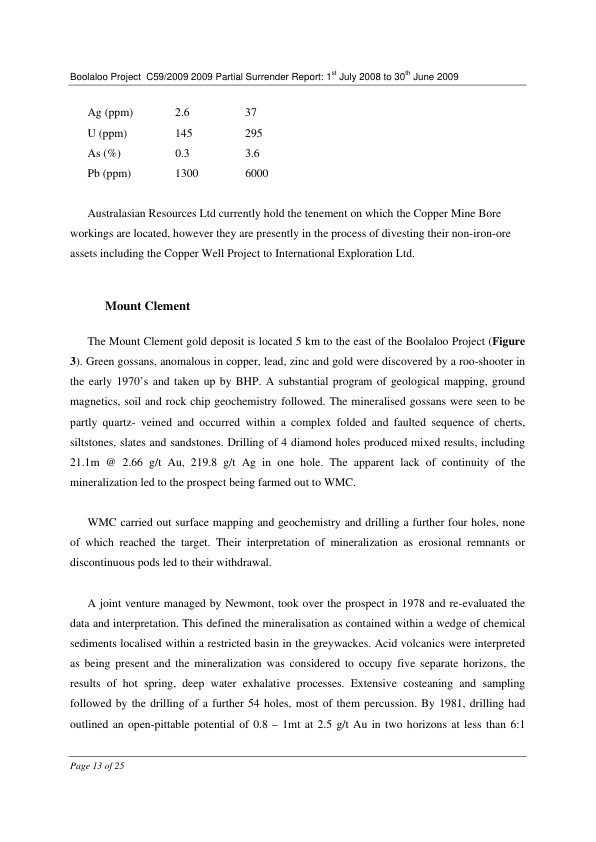 Boolaloo Project C59/2009 2009 Partial Surrender Report: 1st July 2008 to 30th June 2009
Ag (ppm) 2.6 37
U (ppm) 145 295
As (%) 0.3 3.6
Pb (ppm) 1300 6000
Australasian Resources Ltd currently hold the tenement on which the Copper Mine Bore
workings are located, however they are presently in the process of divesting their non-iron-ore
assets including the Copper Well Project to International Exploration Ltd.
Mount Clement
The Mount Clement gold deposit is located 5 km to the east of the Boolaloo Project (Figure
3). Green gossans, anomalous in copper, lead, zinc and gold were discovered by a roo-shooter in
the early 1970’s and taken up by BHP. A substantial program of geological mapping, ground
magnetics, soil and rock chip geochemistry followed. The mineralised gossans were seen to be
partly quartz- veined and occurred within a complex folded and faulted sequence of cherts,
siltstones, slates and sandstones. Drilling of 4 diamond holes produced mixed results, including
21.1m @ 2.66 g/t Au, 219.8 g/t Ag in one hole. The apparent lack of continuity of the
mineralization led to the prospect being farmed out to WMC.
WMC carried out surface mapping and geochemistry and drilling a further four holes, none
of which reached the target. Their interpretation of mineralization as erosional remnants or
discontinuous pods led to their withdrawal.
A joint venture managed by Newmont, took over the prospect in 1978 and re-evaluated the
data and interpretation. This defined the mineralisation as contained within a wedge of chemical
sediments localised within a restricted basin in the greywackes. Acid volcanics were interpreted
as being present and the mineralization was considered to occupy five separate horizons, the
results of hot spring, deep water exhalative processes. Extensive costeaning and sampling
followed by the drilling of a further 54 holes, most of them percussion. By 1981, drilling had
outlined an open-pittable potential of 0.8 – 1mt at 2.5 g/t Au in two horizons at less than 6:1
Page 13 of 25